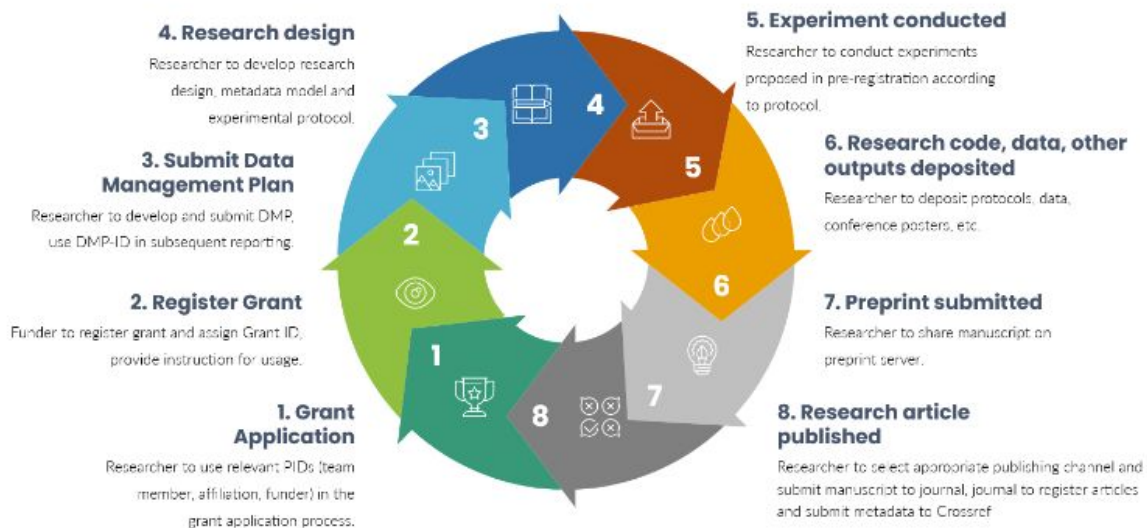 4. Research design
Researcher to develop research
design, metadata model and
experimental protocol.
3. Submit Data
Management Plan
Researcher to develop and submit DMP,
use DMP-ID in subsequent reporting.
2. Register Grant
Funder to register grant and assign Grant ID,
provide instruction for usage.
1. Grant
Application
Researcher to use relevant PIDs (team
member, affiliation, funder) in the
grant application process.
5. Experiment conducted
Researcher to conduct experiments
proposed in pre-registration according
to protocol.
6. Research code, data, other
outputs deposited
Researcher to deposit protocols, data,
conference posters, etc.
7. Preprint submitted
Researcher to share manuscript on
preprint server.
8. Research article
published
Researcher to select appropriate publishing channel and
submit manuscript to journal, journal to register articles
and submit metadata to Crossref
1
2
3
4
5
6
7
8